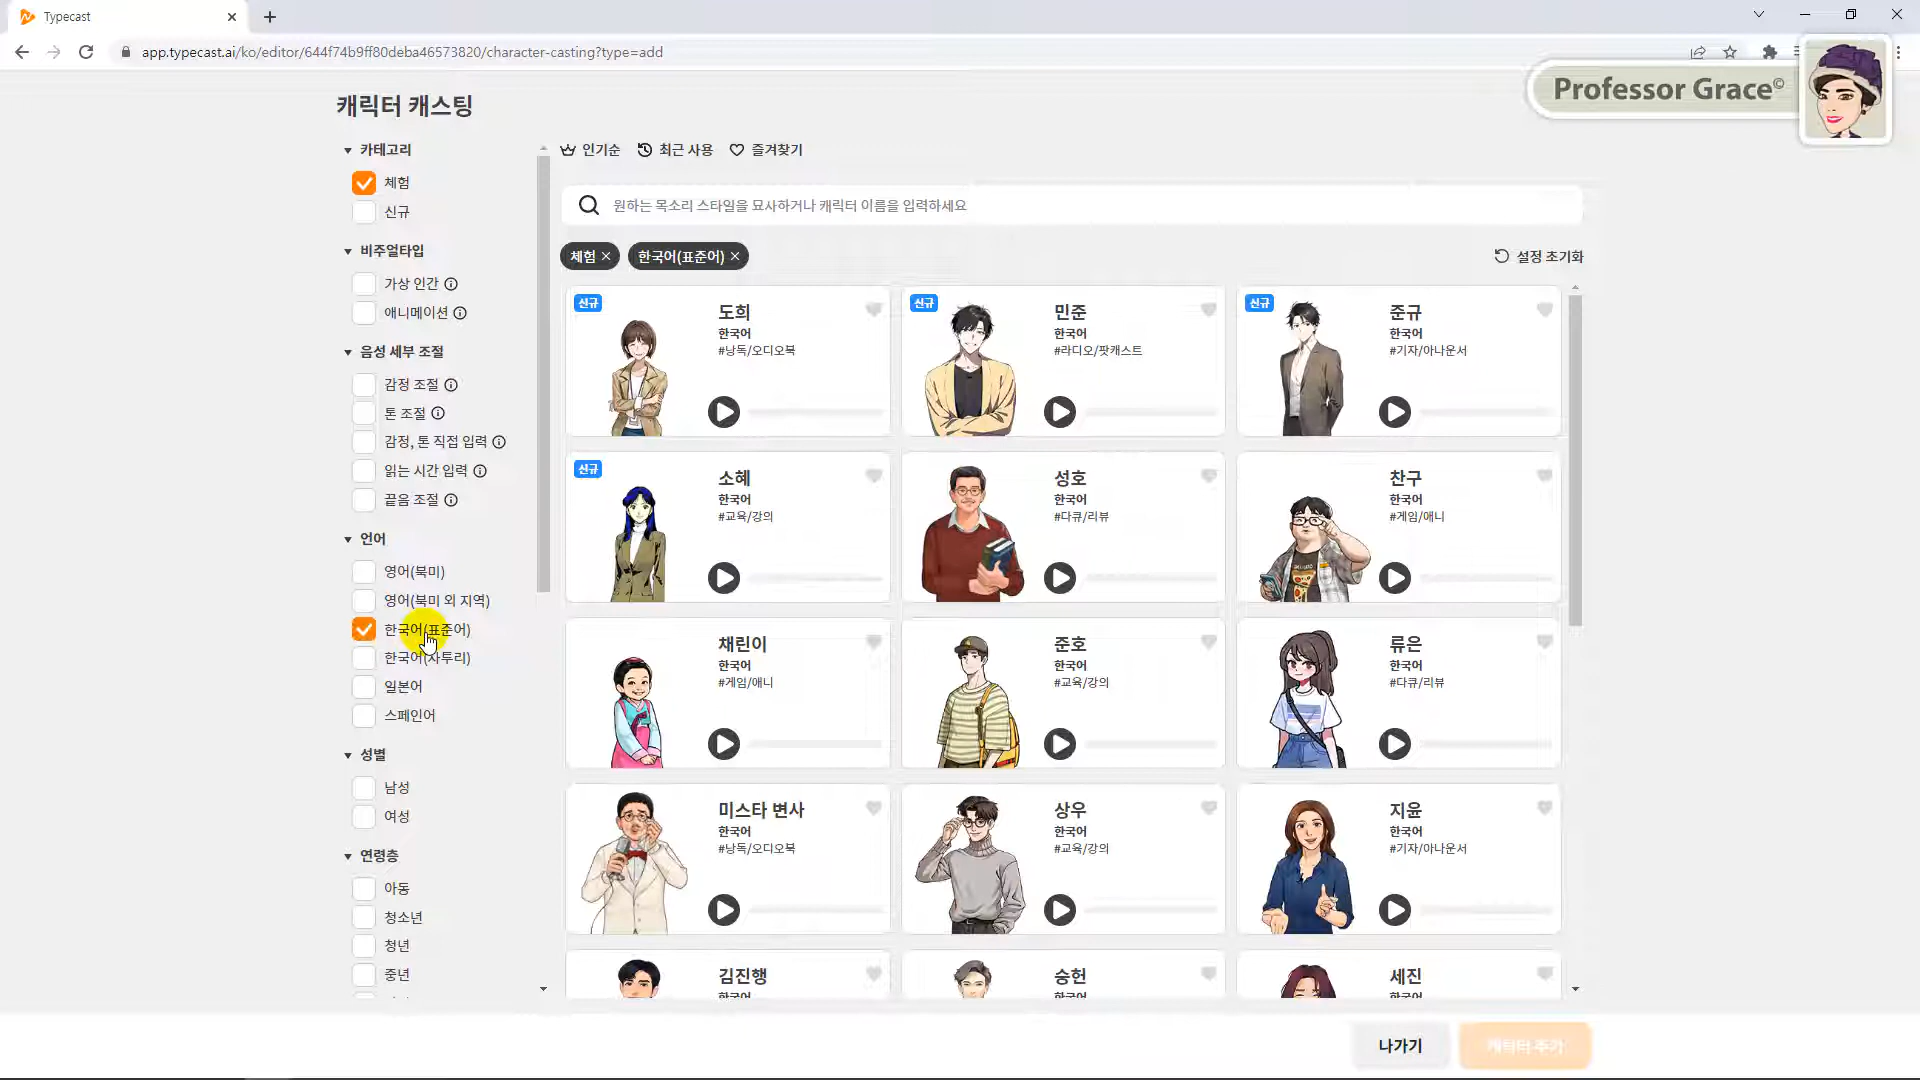 Typecast
app.typecast.ai/ko/editor/644f74b9ff80deba46573820/character-casting?type=add
Professor Grace©
캐릭터 캐스팅
카테고리
체험
신규
비주얼타입
가상 인간
애니메이션
음성 세부 조절
감정 조절
톤 조절
감정, 톤 직접 입력
읽는 시간 입력
끝음 조절
언어
영어(북미)
영어(북미 외 지역)
한국어(표준어)
한국어(사투리)
일본어
스페인어
성별
남성
여성
연령층
아동
청소년
청년
중년
인기순 최근 사용 즐겨찾기
원하는 목소리 스타일을 묘사하거나 캐릭터 이름을 입력하세요
체험 × 한국어(표준어) ×
설정 초기화
신규
도희
한국어
#낭독/오디오북
신규
민준
한국어
#라디오/팟캐스트
신규
준규
한국어
#기자/아나운서
신규
소혜
한국어
#교육/강의
성호
한국어
#다큐/리뷰
찬구
한국어
#게임/애니
채린이
한국어
#게임/애니
준호
한국어
#교육/강의
류은
한국어
#다큐/리뷰
미스타 변사
한국어
#낭독/오디오북
상우
한국어
#교육/강의
지윤
한국어
#기자/아나운서
김진행
한국어
승헌
한국어
세진
한국어
나가기
캐릭터 추가